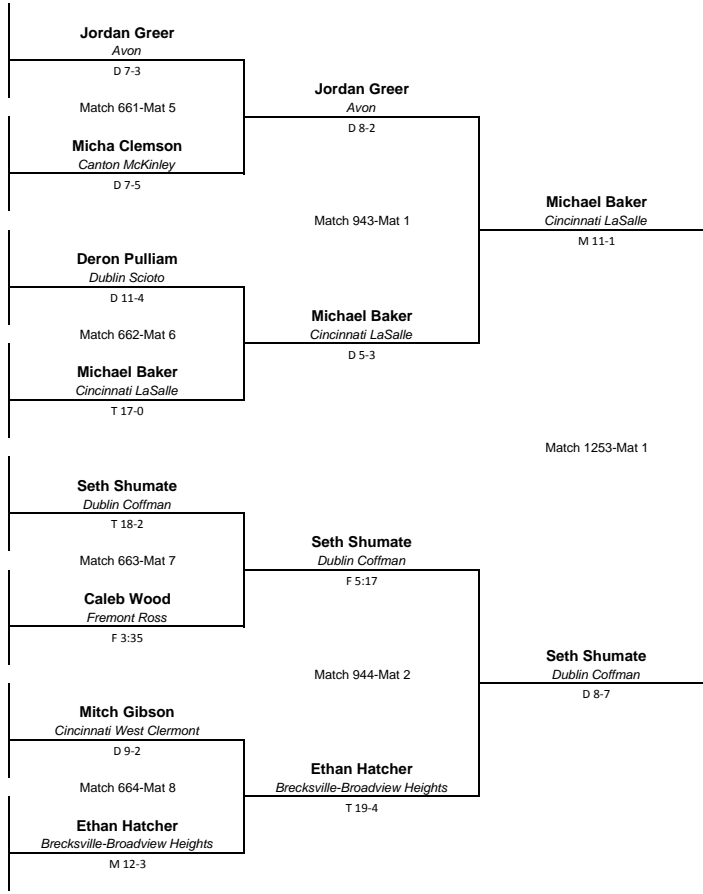 Jordan Greer
Avon
D 7-3
Match 661-Mat 5
Micha Clemson
Canton McKinley
D 7-5
Deron Pulliam
Dublin Scioto
D 11-4
Match 662-Mat 6
Michael Baker
Cincinnati LaSalle
T 17-0
Seth Shumate
Dublin Coffman
T 18-2
Match 663-Mat 7
Caleb Wood
Fremont Ross
F 3:35
Mitch Gibson
Cincinnati West Clermont
D 9-2
Match 664-Mat 8
Ethan Hatcher
Brecksville-Broadview Heights
M 12-3
Jordan Greer
Avon
D 8-2
Match 943-Mat 1
Michael Baker
Cincinnati LaSalle
D 5-3
Seth Shumate
Dublin Coffman
F 5:17
Match 944-Mat 2
Ethan Hatcher
Brecksville-Broadview Heights
T 19-4
Michael Baker
Cincinnati LaSalle
M 11-1
Match 1253-Mat 1
Seth Shumate
Dublin Coffman
D 8-7